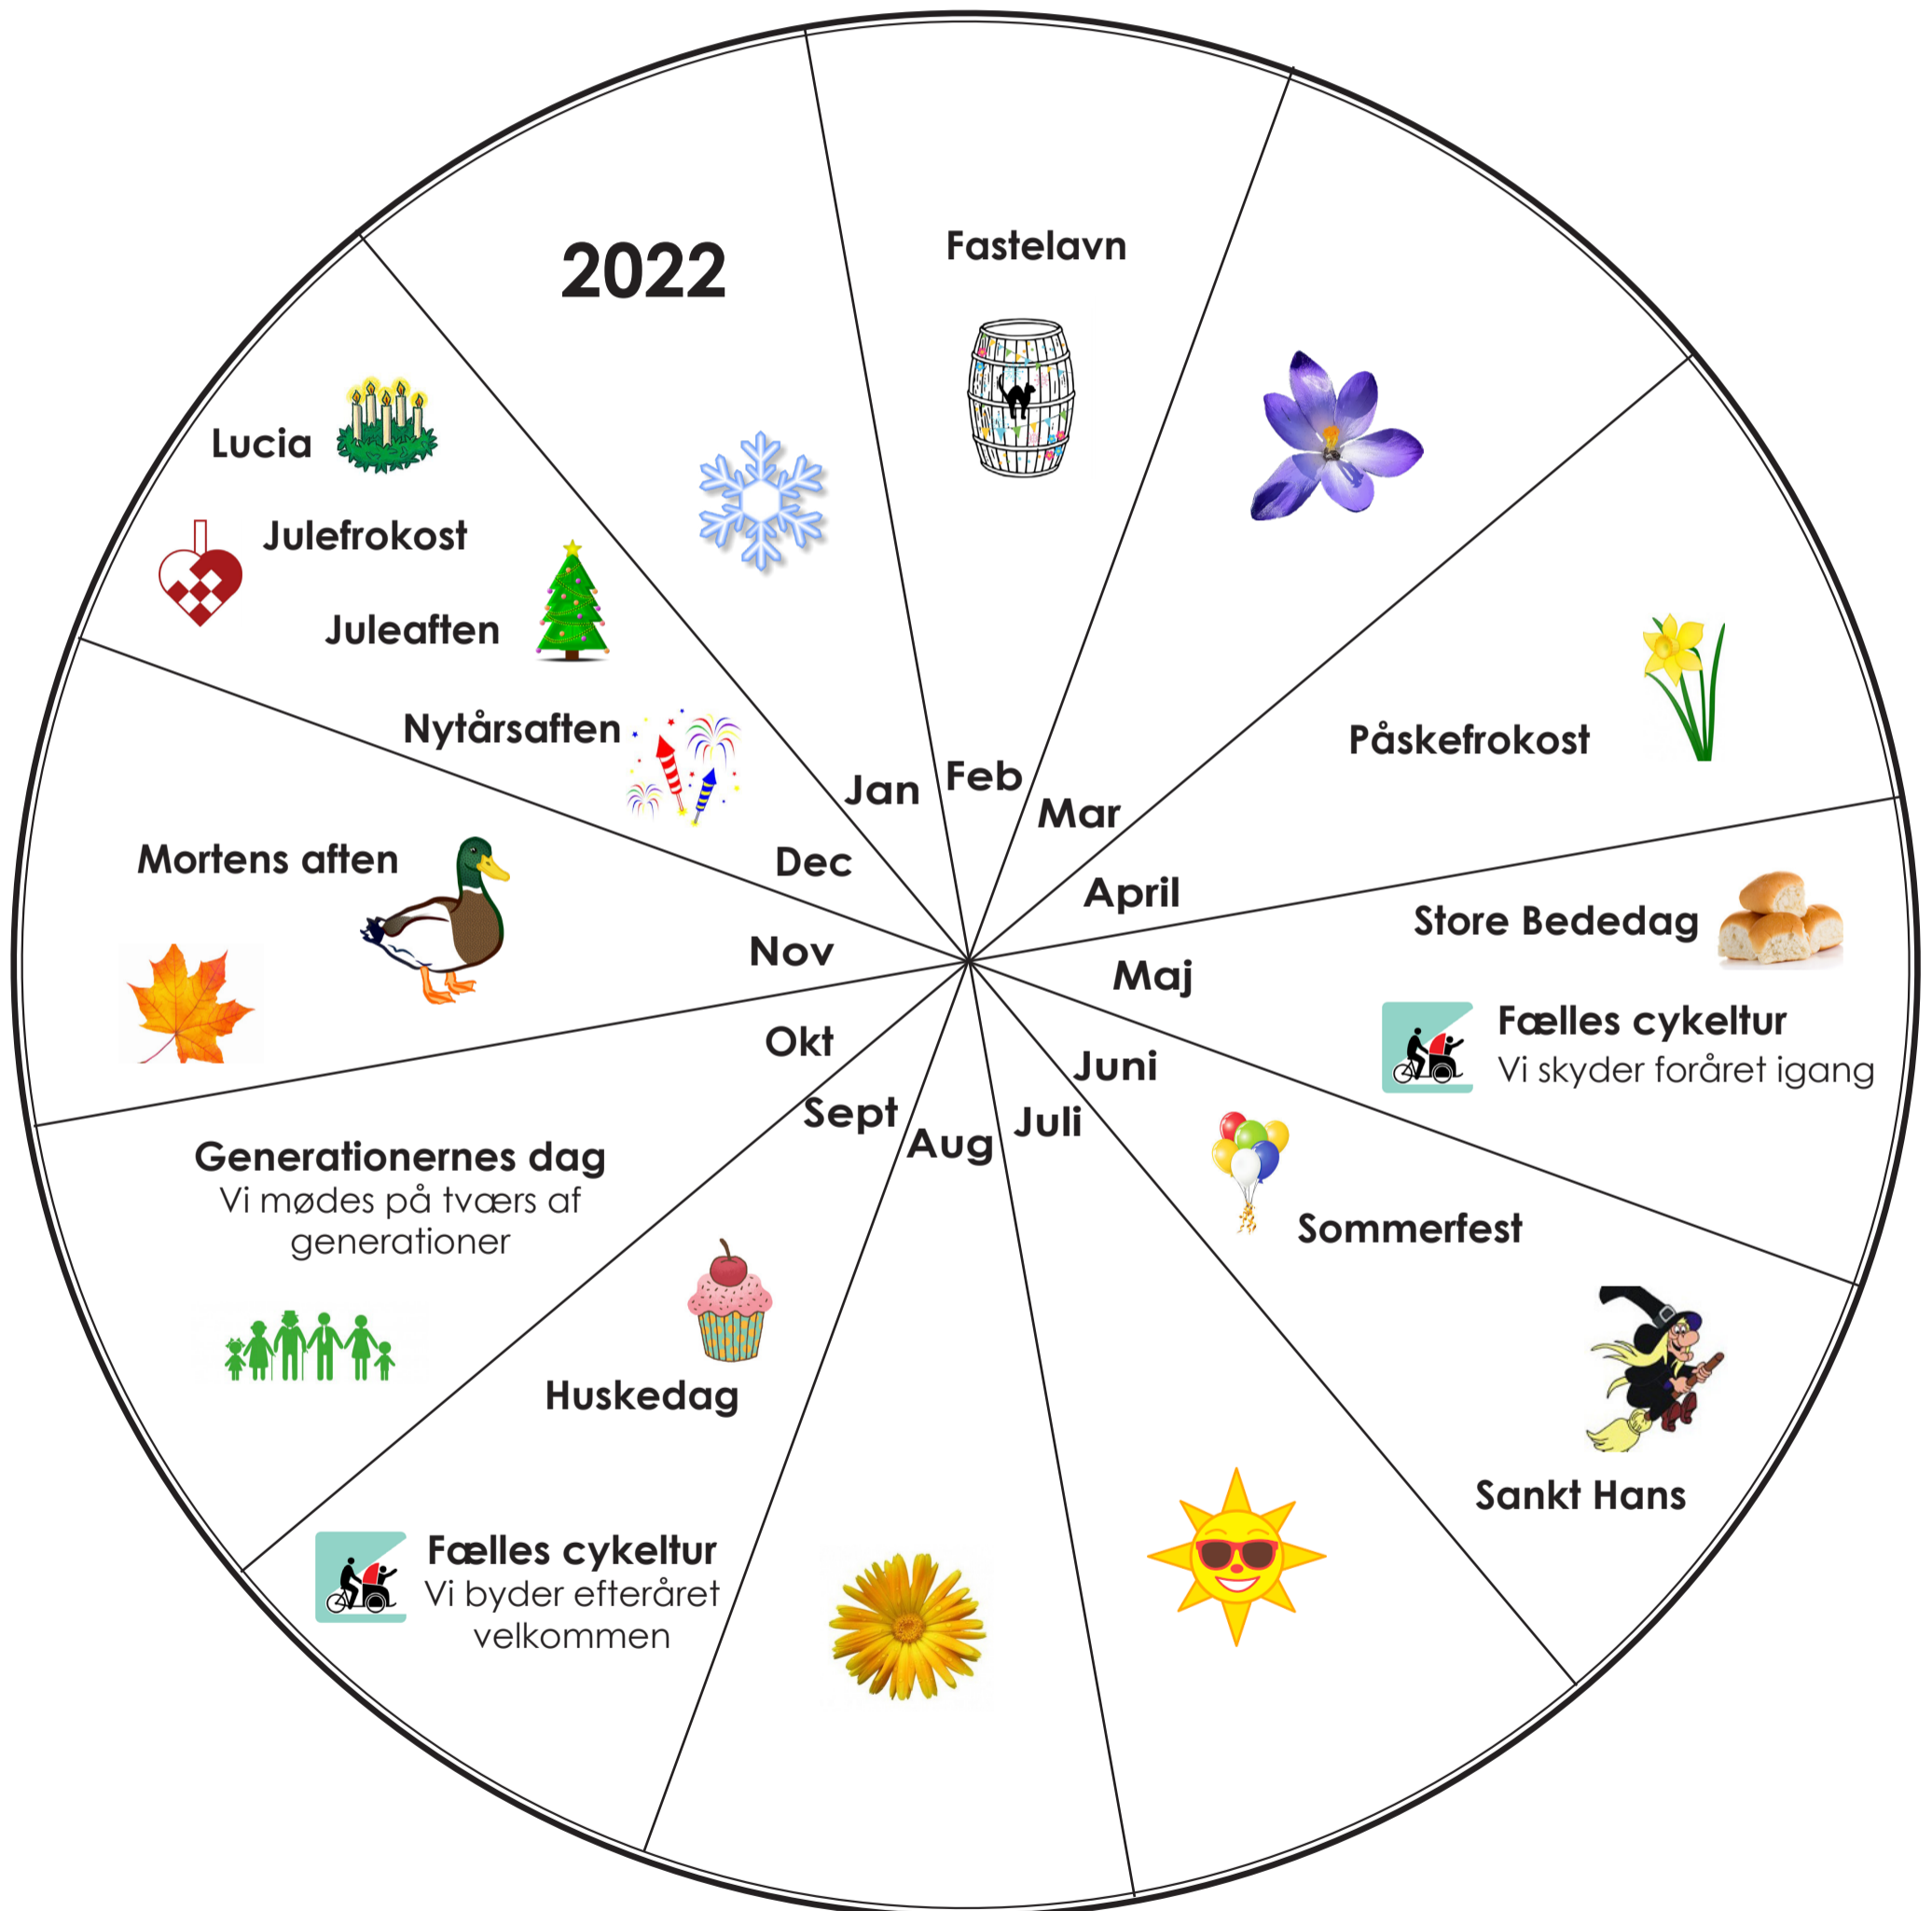 2022
Jan
Fastelavn
Feb
Mar
Påskefrokost
April
Store Bededag
Fælles cykeltur
Vi skyder foråret igang
Maj
Juni
Sommerfest
Sankt Hans
Juli
Aug
Sept
Huskedag
Fælles cykeltur
Vi byder efteråret
velkommen
Okt
Generationernes dag
Vi mødes på tværs af
generationer
Nov
Mortens aften
Dec
Lucia
Julefrokost
Juleaften
Nytårsaften